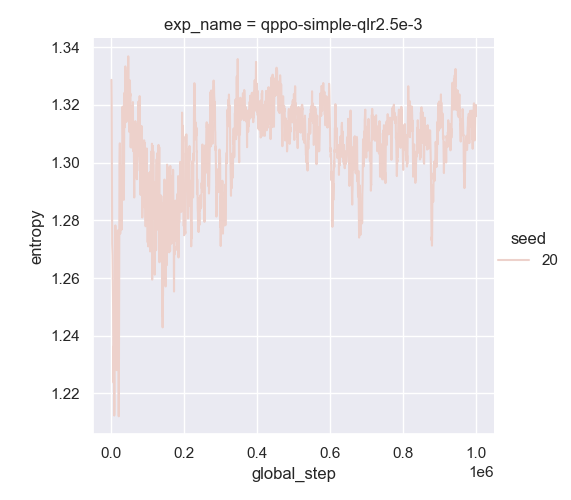 exp_name = qppo-simple-qlr2.5e-3
1.34
1.32
1.30
1.28
1.26
1.24
1.22
entropy
0.0 0.2 0.4 0.6 0.8 1.0
1e6
global_step
seed
20